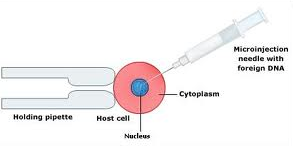 Microinjection
needle with
foreign DNA
Cytoplasm
Holding pipette
Host cell
Nucleus